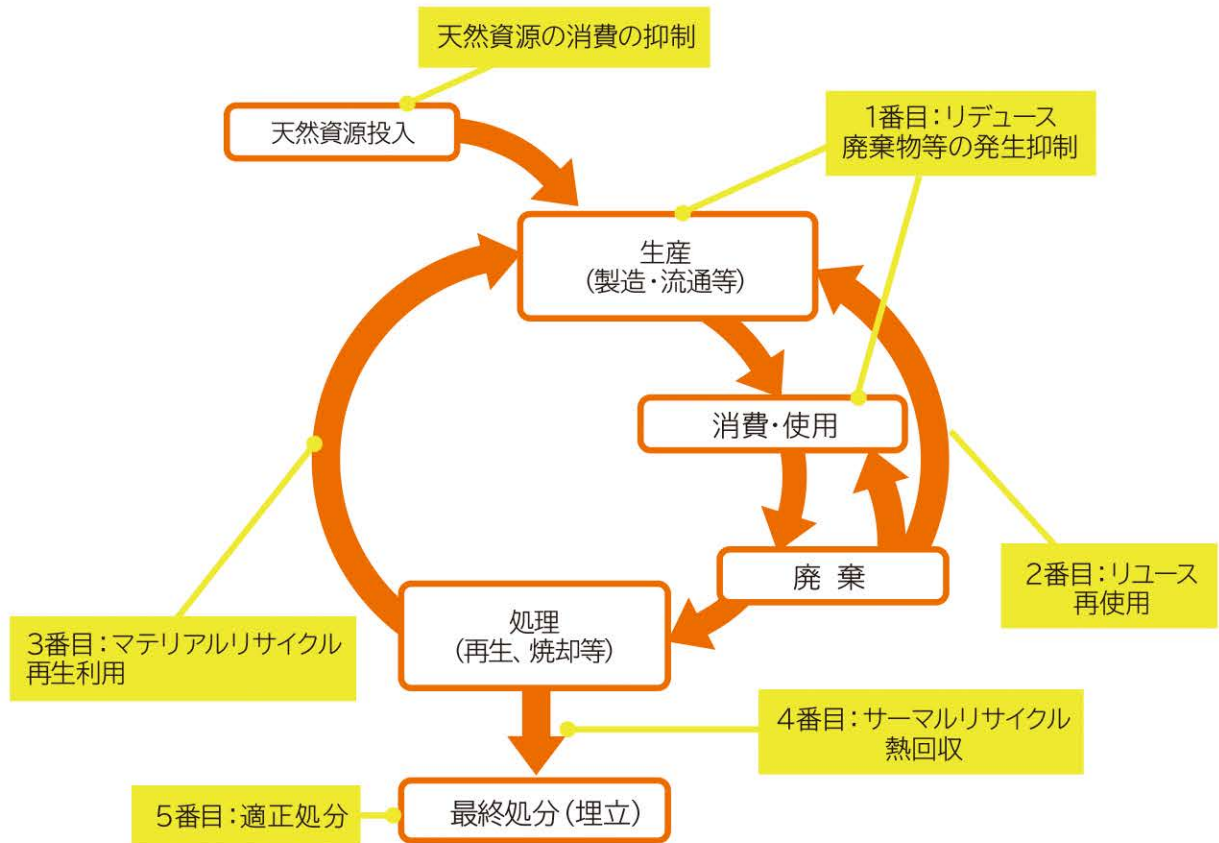 天然資源の消費の抑制
天然資源投入
1番目：リデュース
廃棄物等の発生抑制
生産
（製造・流通等）
消費・使用
廃 棄
2番目：リユース
再使用
処理
（再生、焼却等）
3番目：マテリアルリサイクル
再生利用
4番目：サーマルリサイクル
熱回収
5番目：適正処分
最終処分（埋立）